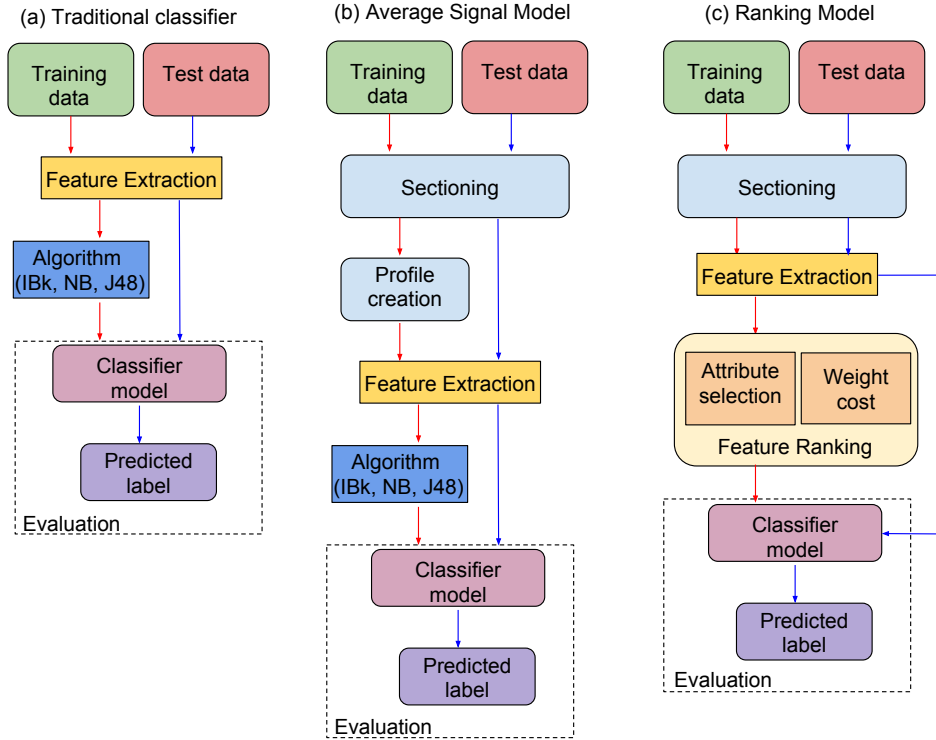 (a) Traditional classifier
Training
data
Test data
Feature Extraction
Algorithm
(IBk, NB, J48)
Classifier
model
Predicted
label
Evaluation
(b) Average Signal Model
Training
data
Test data
Sectioning
Profile
creation
Feature Extraction
Algorithm
(IBk, NB, J48)
Classifier
model
Predicted
label
Evaluation
(c) Ranking Model
Training
data
Test data
Sectioning
Feature Extraction
Attribute
selection
Weight
cost
Feature Ranking
Classifier
model
Predicted
label
Evaluation